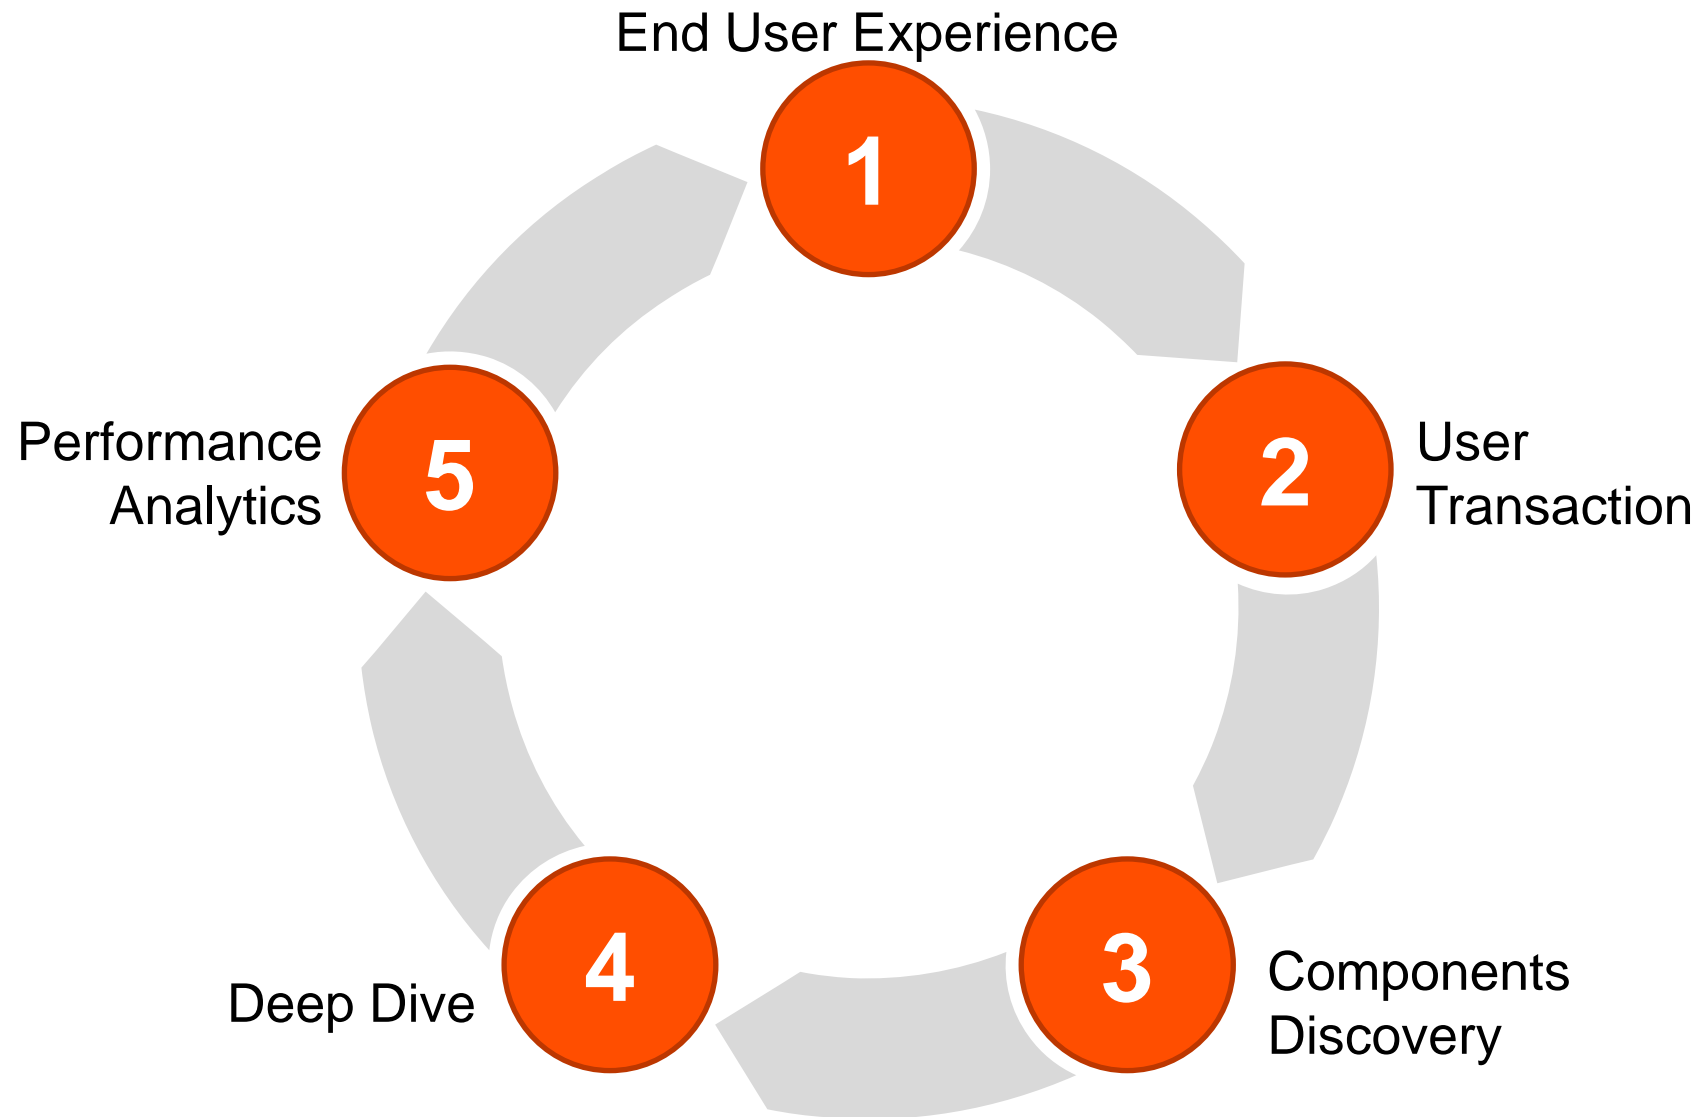 End User Experience
1
2
User
Transaction
3
Components
Discovery
4
Deep Dive
5
Performance
Analytics